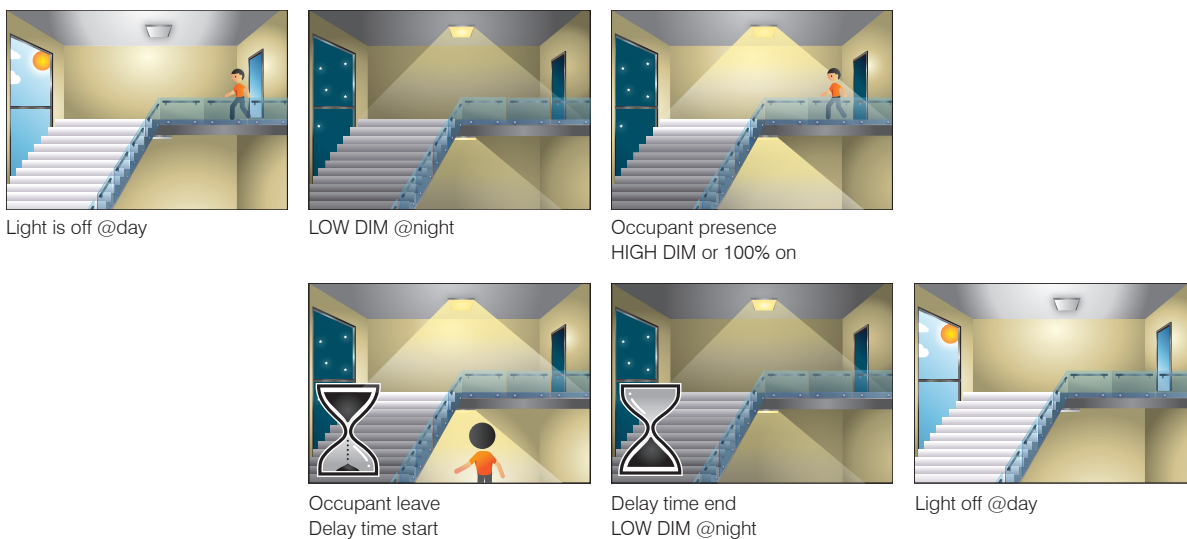 Light is off @day
LOW DIM @night
Occupant presence
HIGH DIM or 100% on
Occupant leave
Delay time start
Delay time end
LOW DIM @night
Light off @day